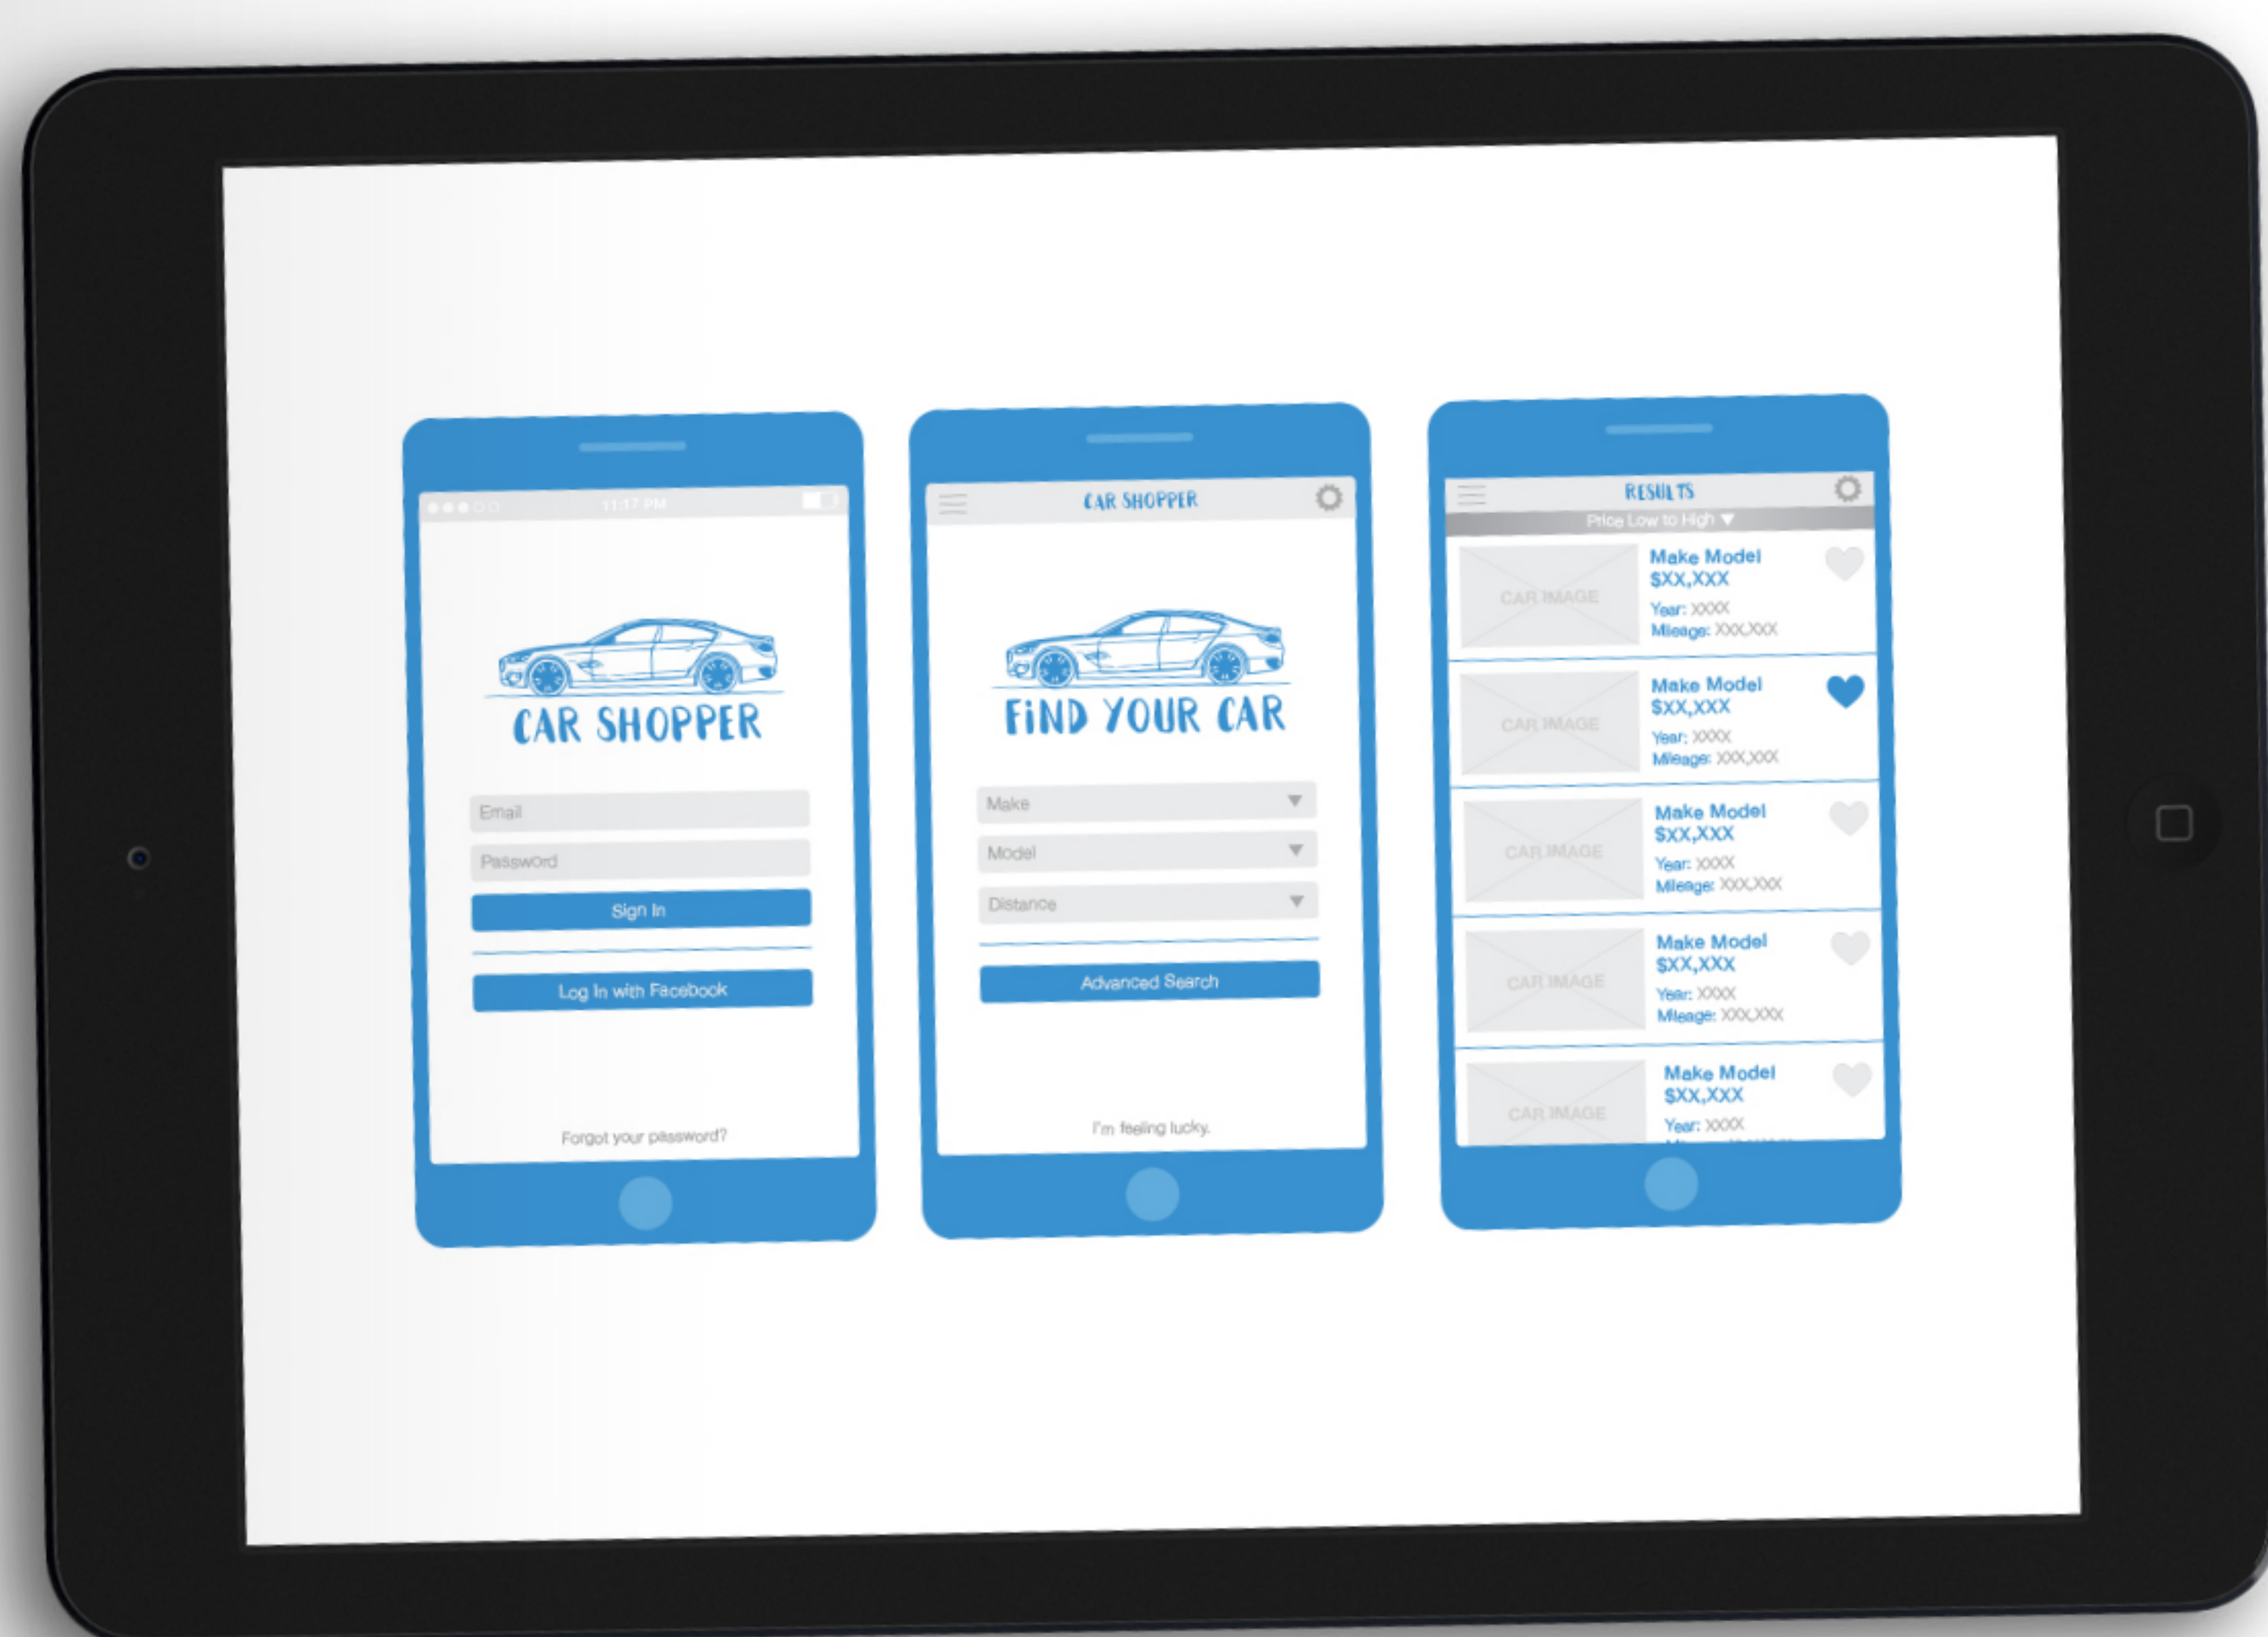 11:17 PM
CAR SHOPPER
Email
Password
Sign In
Log In with Facebook
Forgot your password?
CAR SHOPPER
FiND YOUR CAR
Make
Model
Distance
Advanced Search
I'm feeling lucky.
RESULTS
Price Low to High ▼
CAR IMAGE
Make Model
$XX,XXX
Year: XXXX
Mileage: XXX,XXX
CAR IMAGE
Make Model
$XX,XXX
Year: XXXX
Mileage: XXX,XXX
CAR IMAGE
Make Model
$XX,XXX
Year: XXXX
Mileage: XXX,XXX
CAR IMAGE
Make Model
$XX,XXX
Year: XXXX
Mileage: XXX,XXX
CAR IMAGE
Make Model
$XX,XXX
Year: XXXX